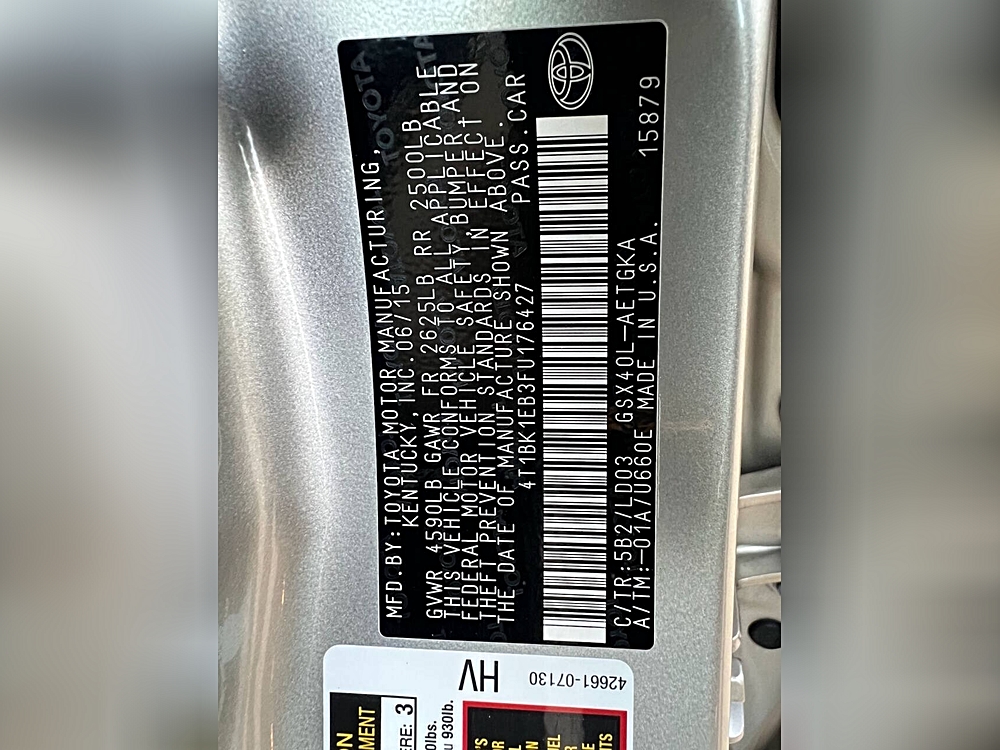 MFD.BY:TOYOTA MOTOR MANUFACTURING,
KENTUCKY,INC.06/15
GVWR 4590LB GAWR FR 2625LB RR 2500LB
THIS VEHICLE CONFORMS TO ALL APPLICABLE
FEDERAL MOTOR VEHICLE SAFETY,BUMPER,AND
THEFT PREVENTION STANDARDS IN EFFECT ON
THE DATE OF MANUFACTURE SHOWN ABOVE.
4T1BK1EB3FU176427 PASS.CAR
C/TR:5B2/LD03 GSX40L-AETGKA
A/TM:-01A/U660E MADE IN U.S.A. 15879
HV
42661-07130
3
930lb.